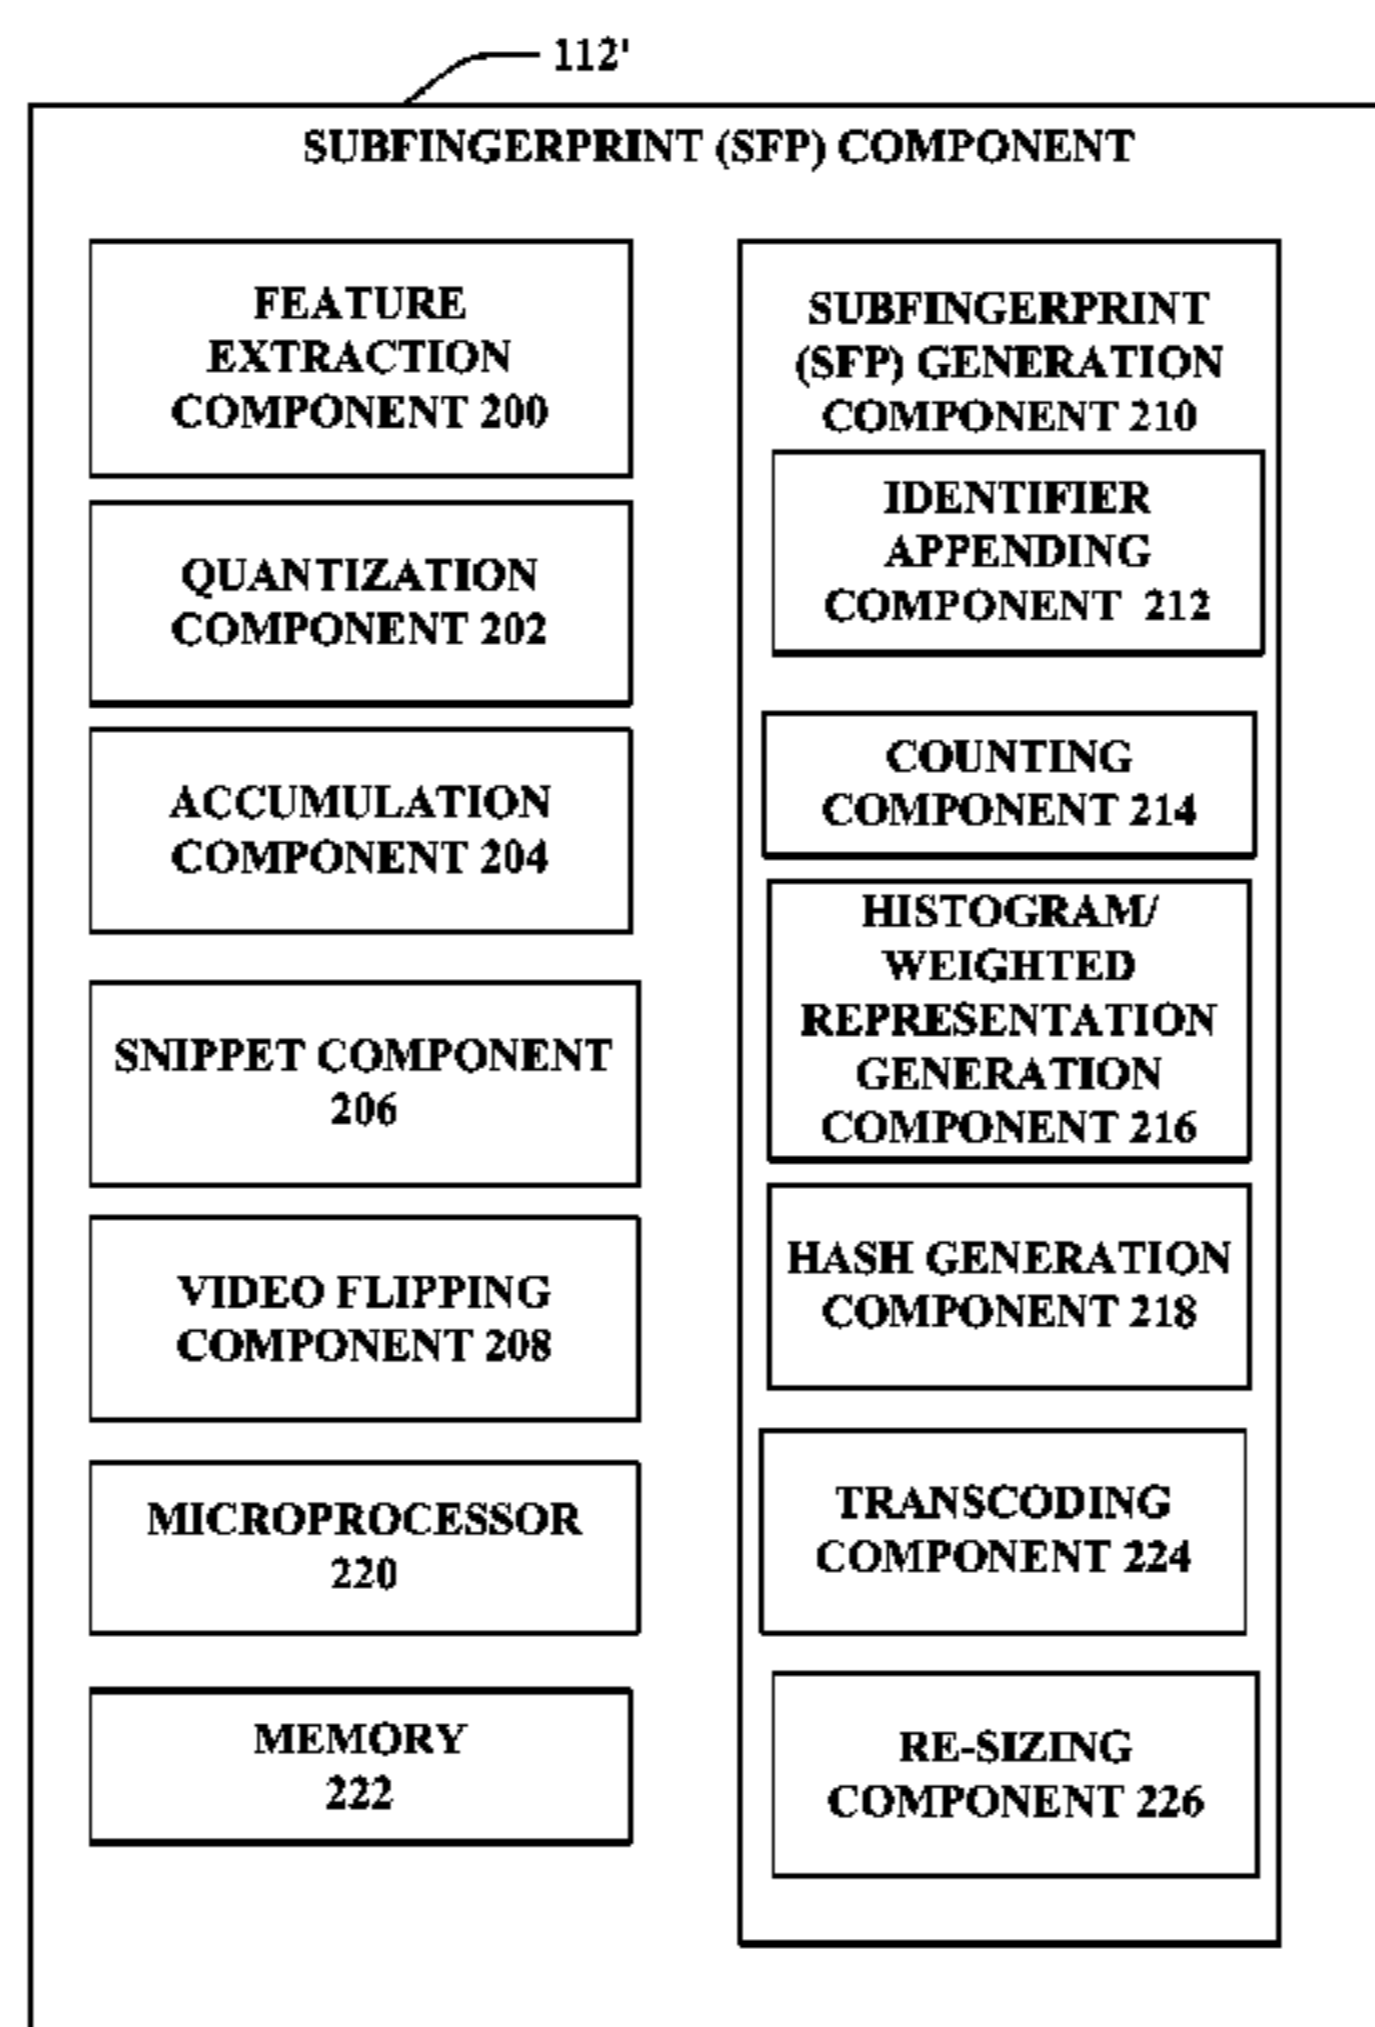 112'
SUBFINGERPRINT (SFP) COMPONENT
FEATURE
EXTRACTION
COMPONENT 200
QUANTIZATION
COMPONENT 202
ACCUMULATION
COMPONENT 204
SNIPPET COMPONENT
206
VIDEO FLIPPING
COMPONENT 208
MICROPROCESSOR
220
MEMORY
222
SUBFINGERPRINT
(SFP) GENERATION
COMPONENT 210
IDENTIFIER
APPENDING
COMPONENT 212
COUNTING
COMPONENT 214
HISTOGRAM/
WEIGHTED
REPRESENTATION
GENERATION
COMPONENT 216
HASH GENERATION
COMPONENT 218
TRANSCODING
COMPONENT 224
RE-SIZING
COMPONENT 226